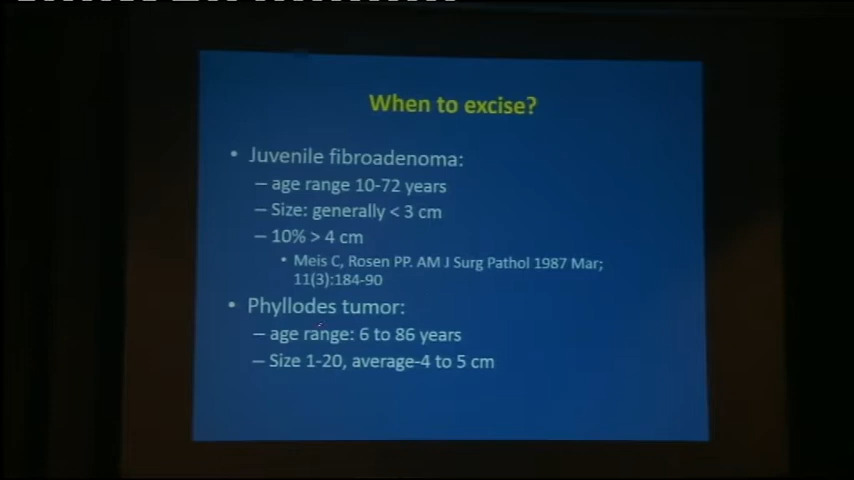 When to excise?
• Juvenile fibroadenoma:
– age range 10-72 years
– Size: generally < 3 cm
– 10% > 4 cm
• Meis C, Rosen PP. AM J Surg Pathol 1987 Mar;
11(3):184-90
• Phyllodes tumor:
– age range: 6 to 86 years
– Size 1-20, average-4 to 5 cm